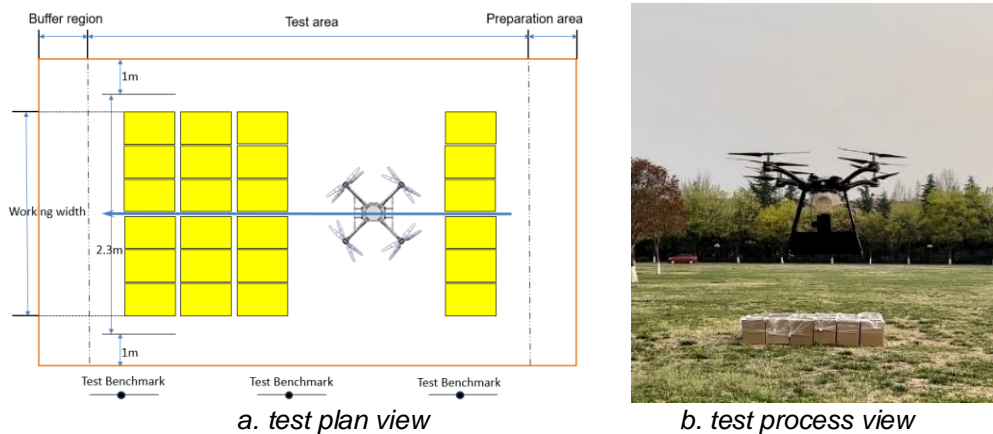 Buffer region
Test area
Preparation area
1m
Working width
2.3m
1m
Test Benchmark
Test Benchmark
Test Benchmark
a. test plan view
b. test process view